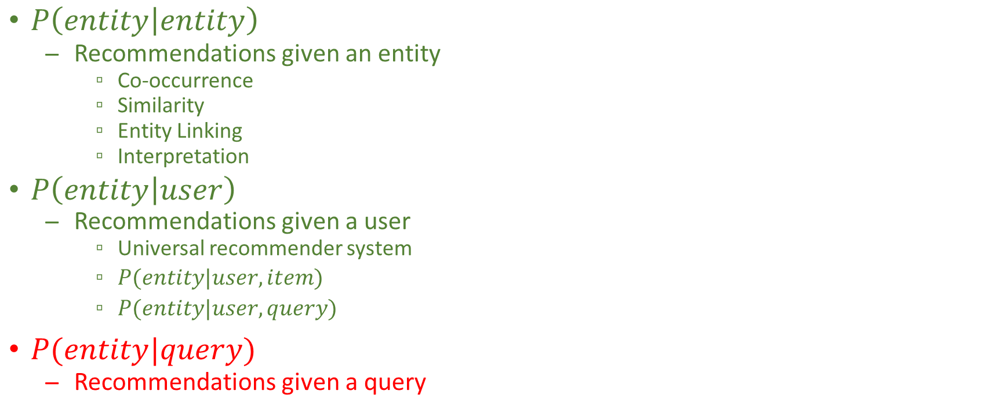 • P(entity|entity)
– Recommendations given an entity
▫ Co-occurrence
▫ Similarity
▫ Entity Linking
▫ Interpretation
• P(entity|user)
– Recommendations given a user
▫ Universal recommender system
▫ P(entity|user, item)
▫ P(entity|user, query)
• P(entity|query)
– Recommendations given a query